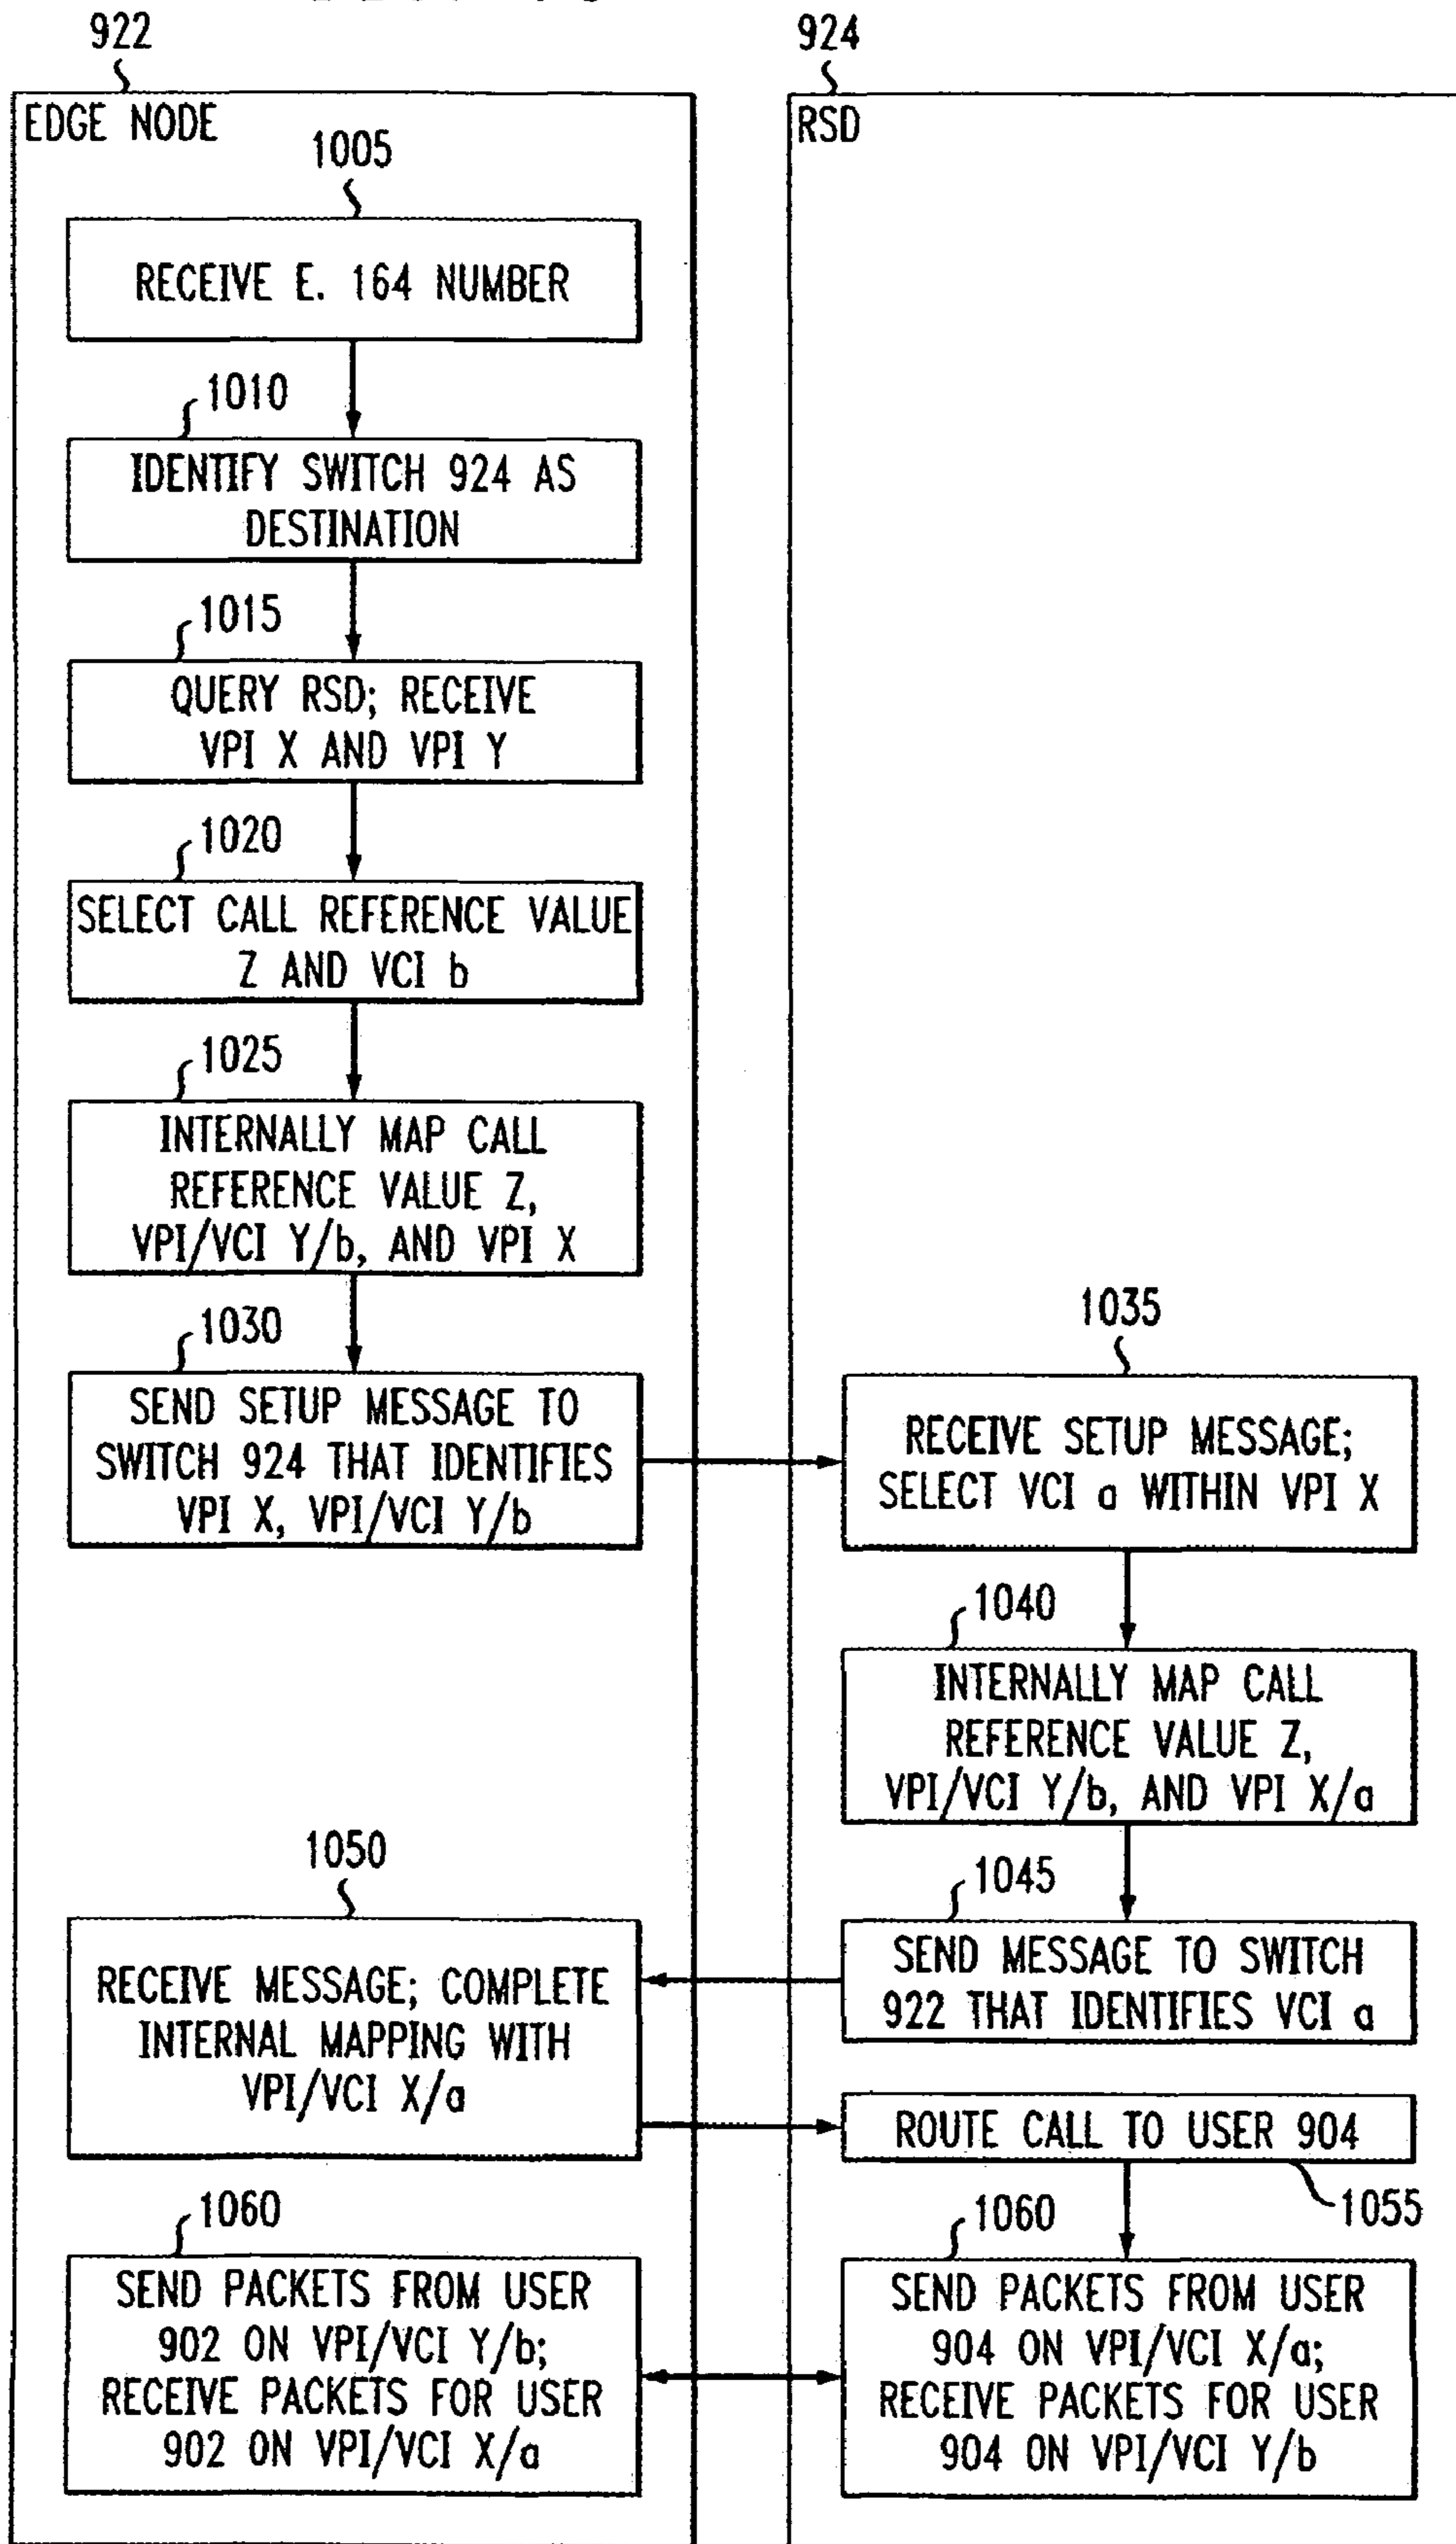 922
EDGE NODE
1005
RECEIVE E. 164 NUMBER
1010
IDENTIFY SWITCH 924 AS
DESTINATION
1015
QUERY RSD; RECEIVE
VPI X AND VPI Y
1020
SELECT CALL REFERENCE VALUE
Z AND VCI b
1025
INTERNALLY MAP CALL
REFERENCE VALUE Z,
VPI/VCI Y/b, AND VPI X
1030
SEND SETUP MESSAGE TO
SWITCH 924 THAT IDENTIFIES
VPI X, VPI/VCI Y/b
924
RSD
1035
RECEIVE SETUP MESSAGE;
SELECT VCI a WITHIN VPI X
1040
INTERNALLY MAP CALL
REFERENCE VALUE Z,
VPI/VCI Y/b, AND VPI X/a
1045
SEND MESSAGE TO SWITCH
922 THAT IDENTIFIES VCI a
1050
RECEIVE MESSAGE; COMPLETE
INTERNAL MAPPING WITH
VPI/VCI X/a
ROUTE CALL TO USER 904
1055
1060
SEND PACKETS FROM USER
902 ON VPI/VCI Y/b;
RECEIVE PACKETS FOR USER
902 ON VPI/VCI X/a
1060
SEND PACKETS FROM USER
904 ON VPI/VCI X/a;
RECEIVE PACKETS FOR USER
904 ON VPI/VCI Y/b